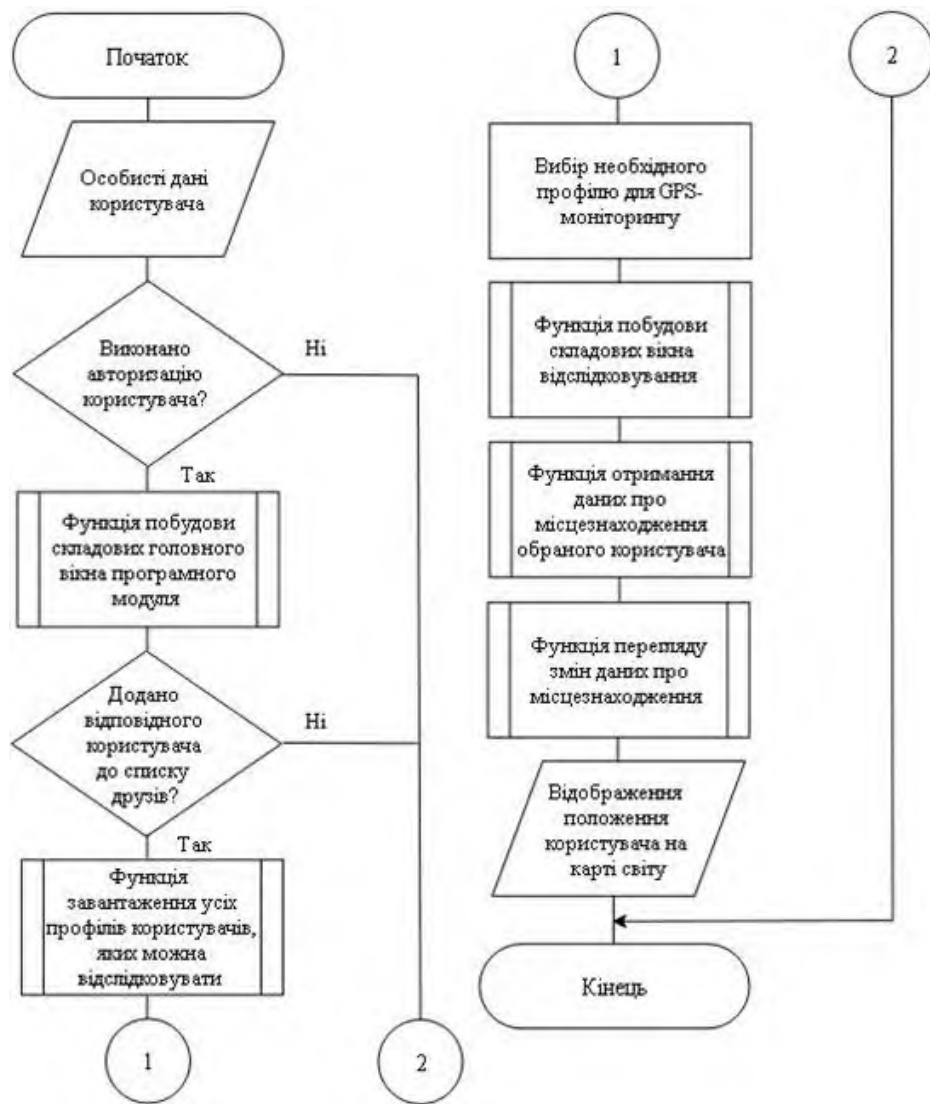 Початок
Особисті дані
користувача
Виконано
авторизацію
користувача?
Ні
Так
Функція побудови
складових головного
вікна програмного
модуля
Додано
відповідного
користувача
до списку
друзів?
Ні
Так
Функція
завантаження усіх
профілів користувачів,
яких можна
відслідковувати
1
2
1
Вибір необхідного
профілю для GPS-
моніторингу
Функція побудови
складових вікна
відслідковування
Функція отримання
даних про
місцезнаходження
обраного користувача
Функція перегляду
змін даних про
місцезнаходження
Відображення
положення
користувача на
карті світу
Кінець
2